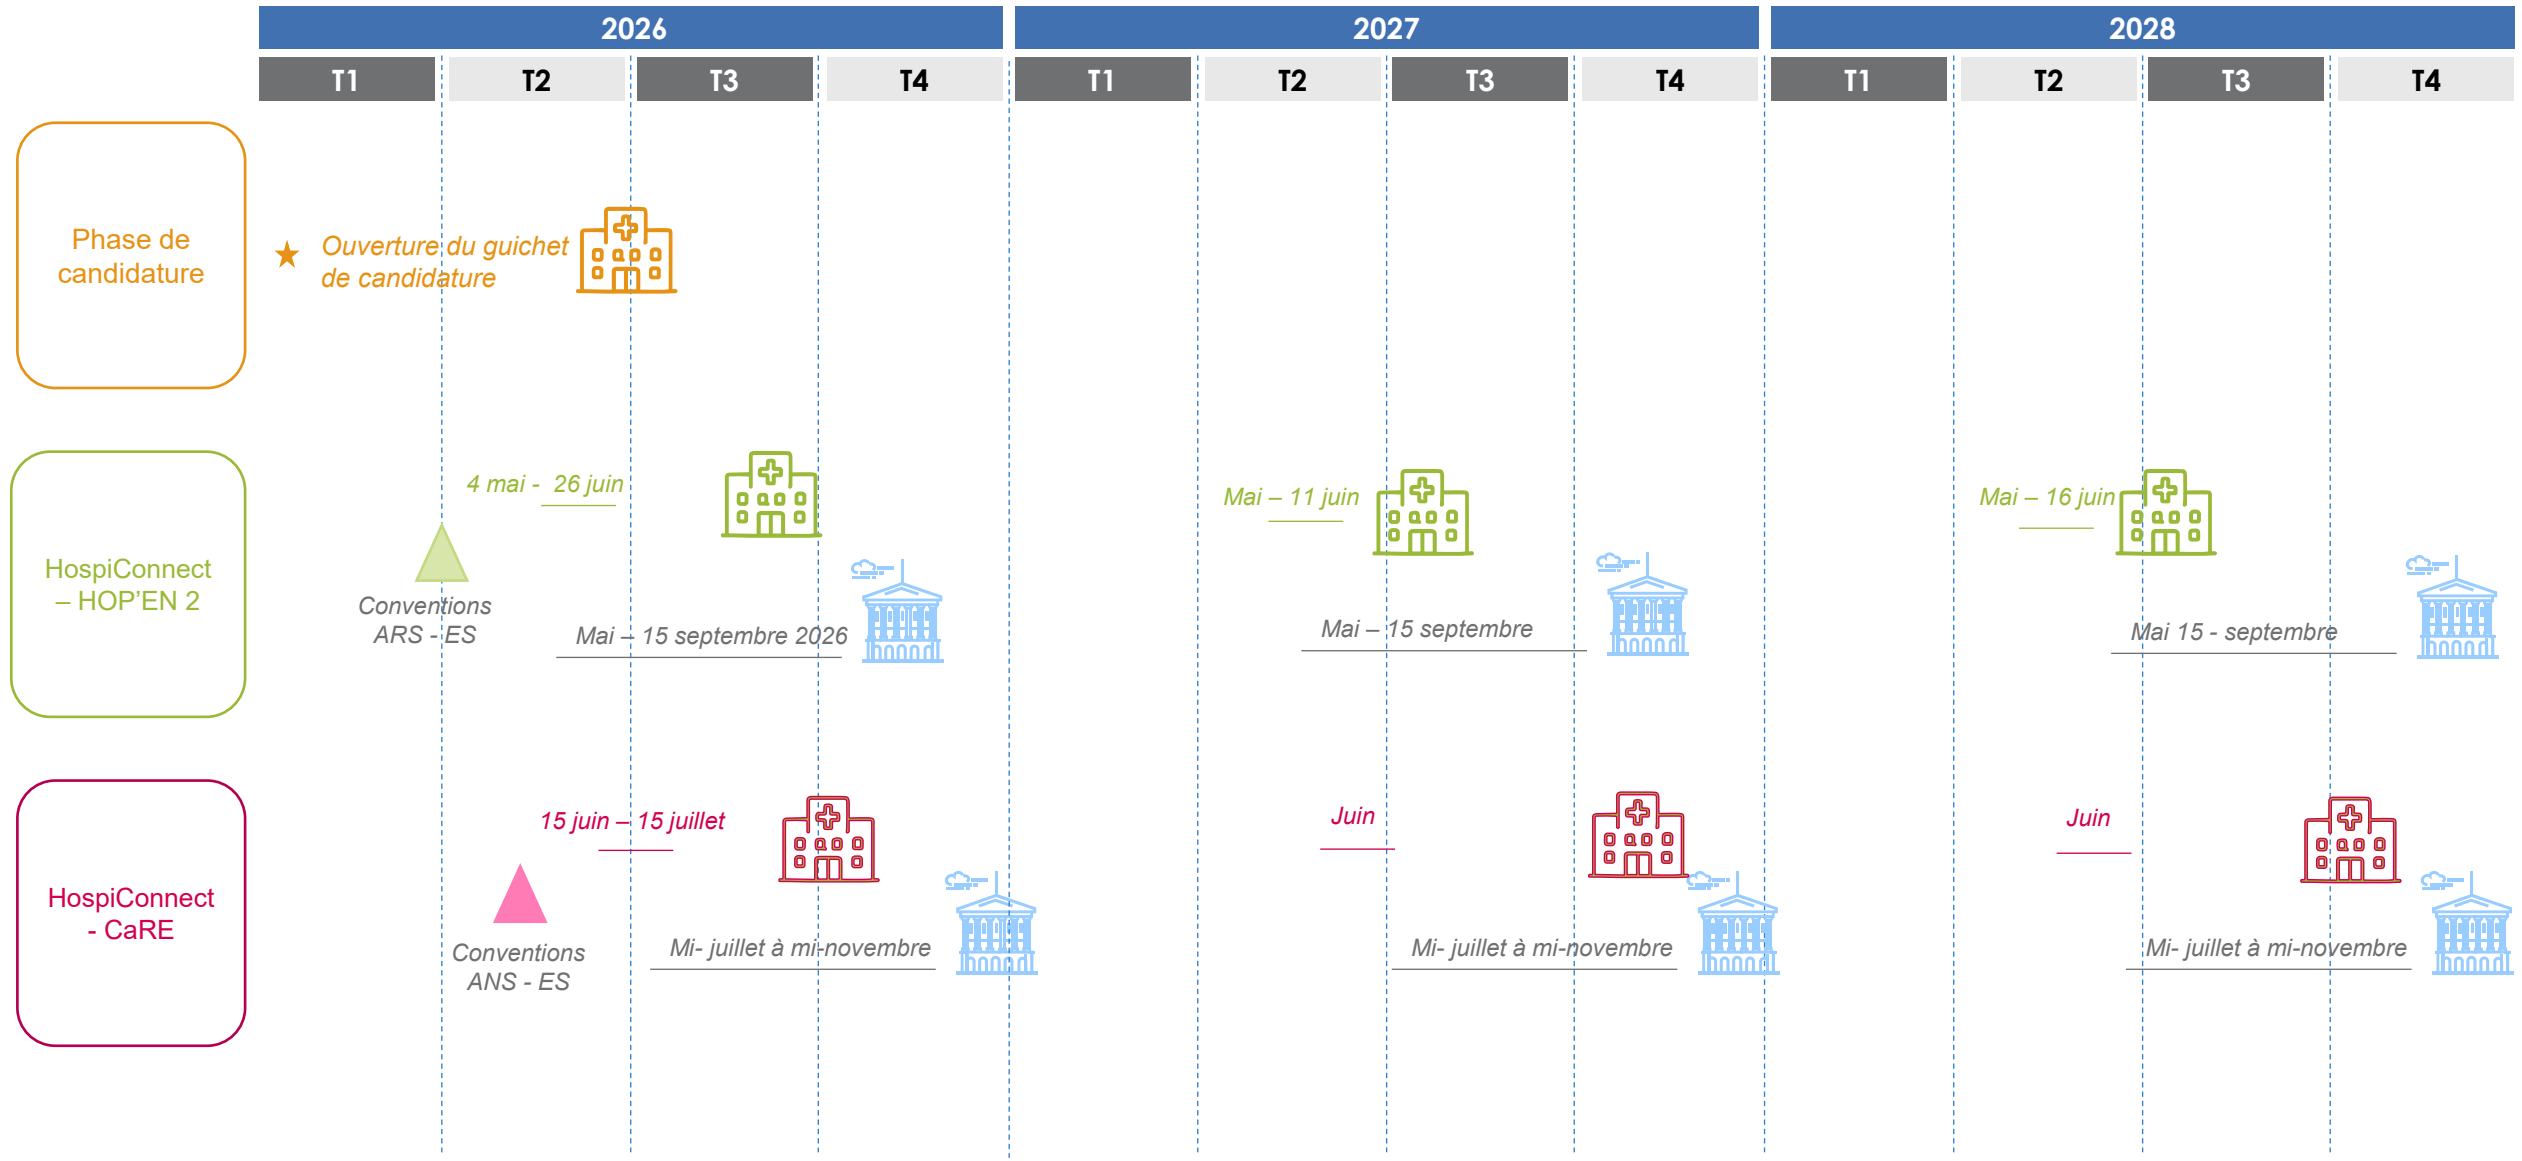 2026
2027
2028
T1
T2
T3
T4
T1
T2
T3
T4
T1
T2
T3
T4
Phase de
candidature
Ouverture du guichet
de candidature
HospiConnect
– HOP'EN 2
4 mai - 26 juin
Conventions
ARS - ES
Mai – 15 septembre 2026
Mai – 11 juin
Mai – 15 septembre
Mai – 16 juin
Mai 15 - septembre
HospiConnect
- CaRE
15 juin – 15 juillet
Conventions
ANS - ES
Mi- juillet à mi-novembre
Juin
Mi- juillet à mi-novembre
Juin
Mi- juillet à mi-novembre